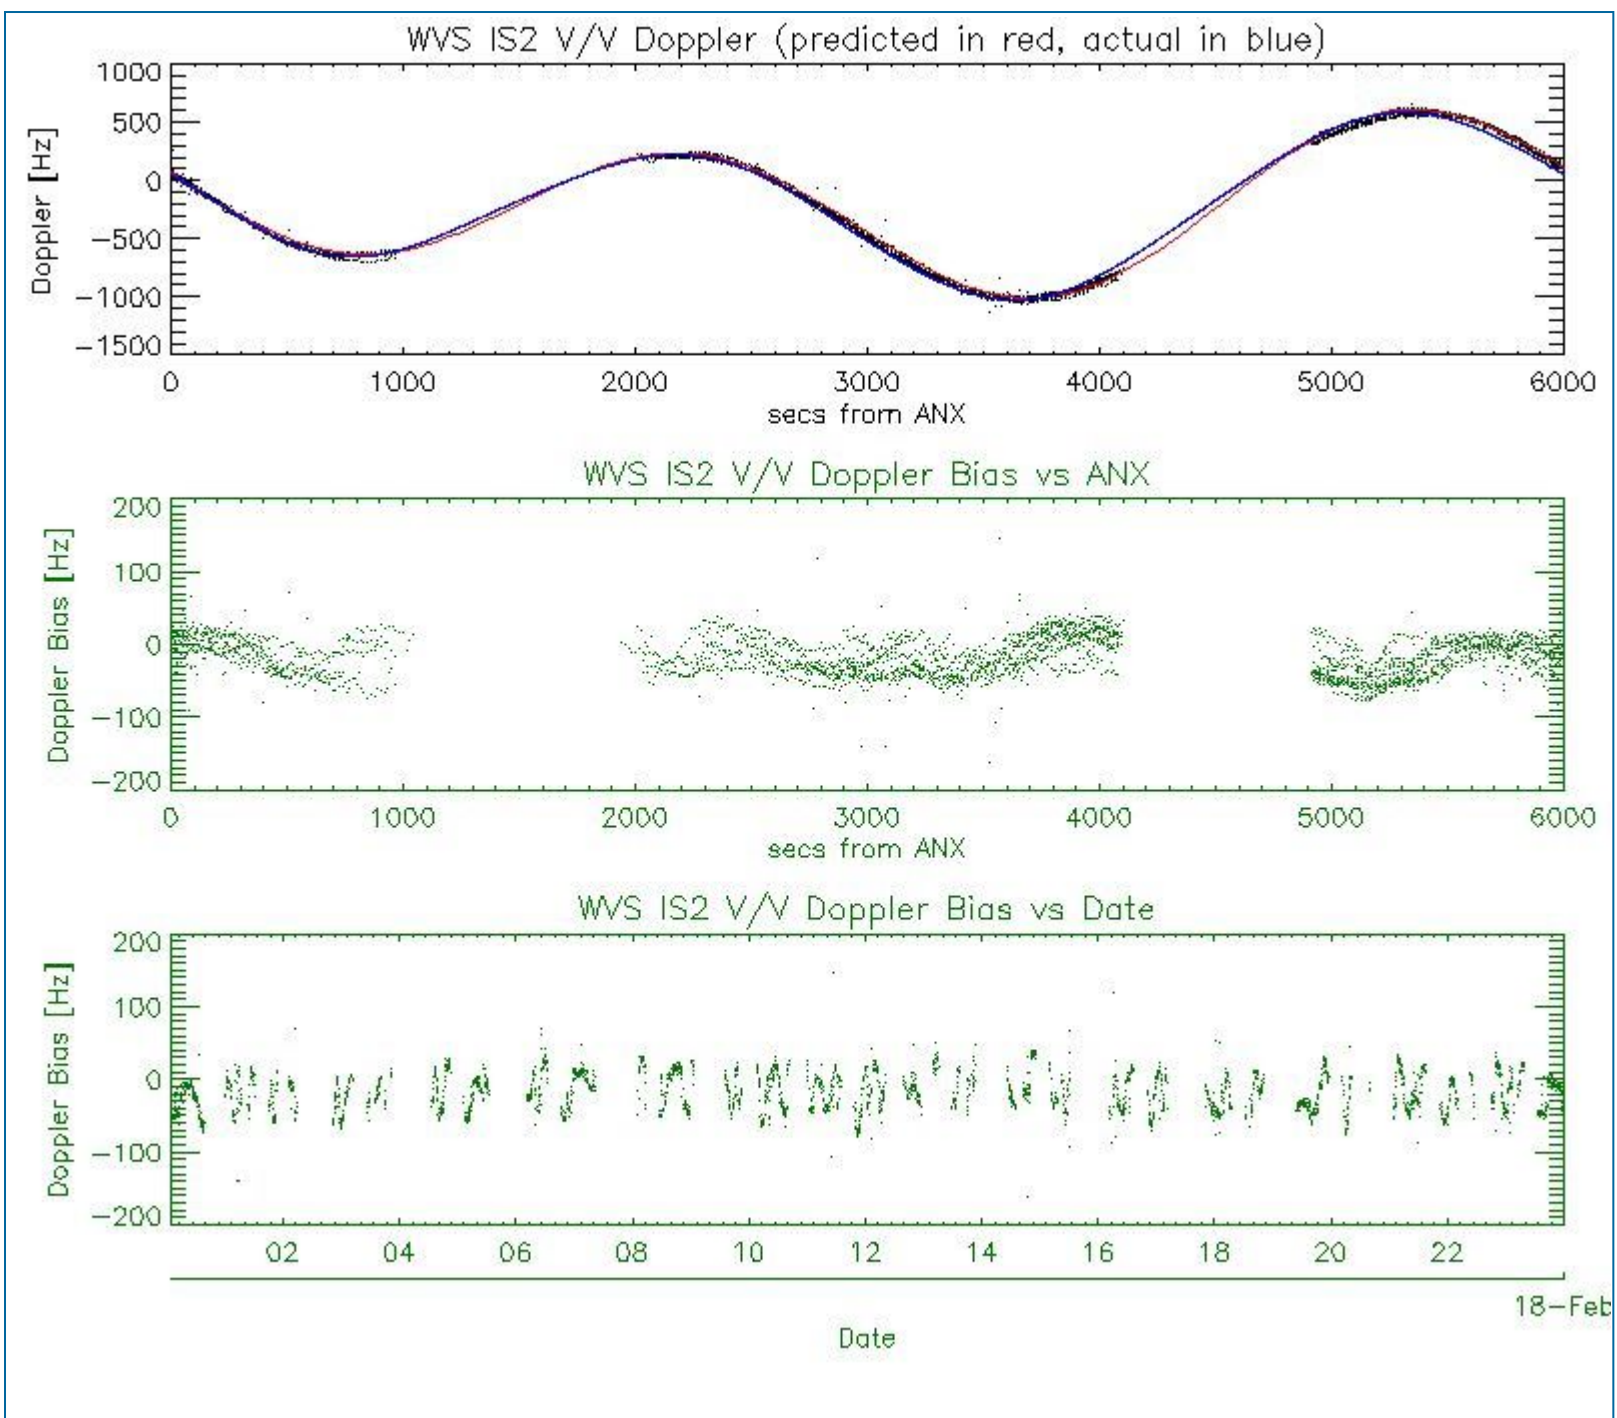 WVS IS2 V/V Doppler (predicted in red, actual in blue)
1000
500
0
−500
−1000
−1500
Doppler [Hz]
0 1000 2000 3000 4000 5000 6000
secs from ANX
WVS IS2 V/V Doppler Bias vs ANX
200
100
0
−100
−200
Doppler Bias [Hz]
0 1000 2000 3000 4000 5000 6000
secs from ANX
WVS IS2 V/V Doppler Bias vs Date
200
100
0
−100
−200
Doppler Bias [Hz]
02 04 06 08 10 12 14 16 18 20 22
18−Feb
Date